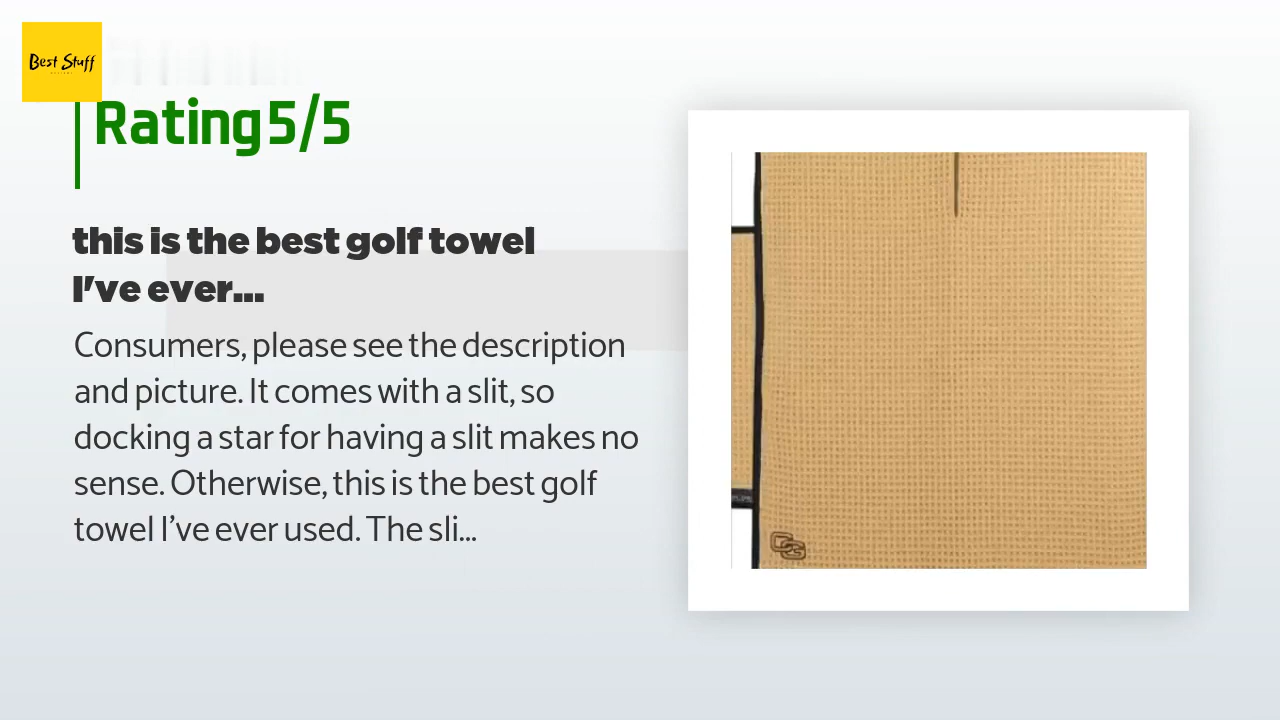 Best Stuff
Rating 5/5
this is the best golf towel
I've ever...
Consumers, please see the description
and picture. It comes with a slit, so
docking a star for having a slit makes no
sense. Otherwise, this is the best golf
towel I've ever used. The sli...